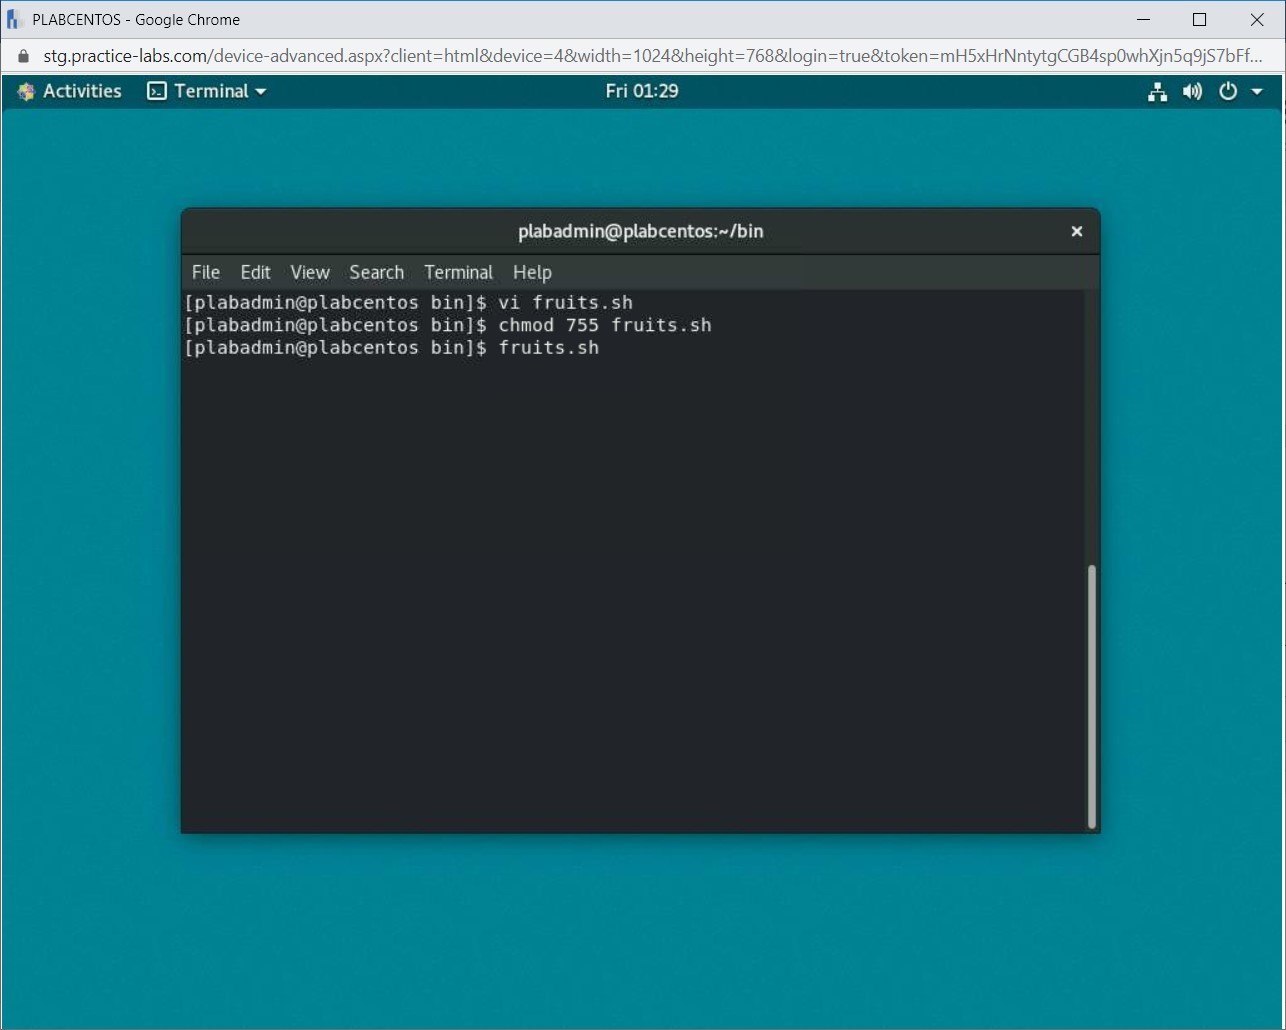 PLABCENTOS - Google Chrome
stg.practice-labs.com/device-advanced.aspx?client=html&device=4&width=1024&height=768&login=true&token=mH5xHrNntytgCGB4sp0whXjn5q9jS7bFf...
Activities Terminal Fri 01:29
plabadmin@plabcentos:~/bin
File Edit View Search Terminal Help
[plabadmin@plabcentos bin]$ vi fruits.sh
[plabadmin@plabcentos bin]$ chmod 755 fruits.sh
[plabadmin@plabcentos bin]$ fruits.sh